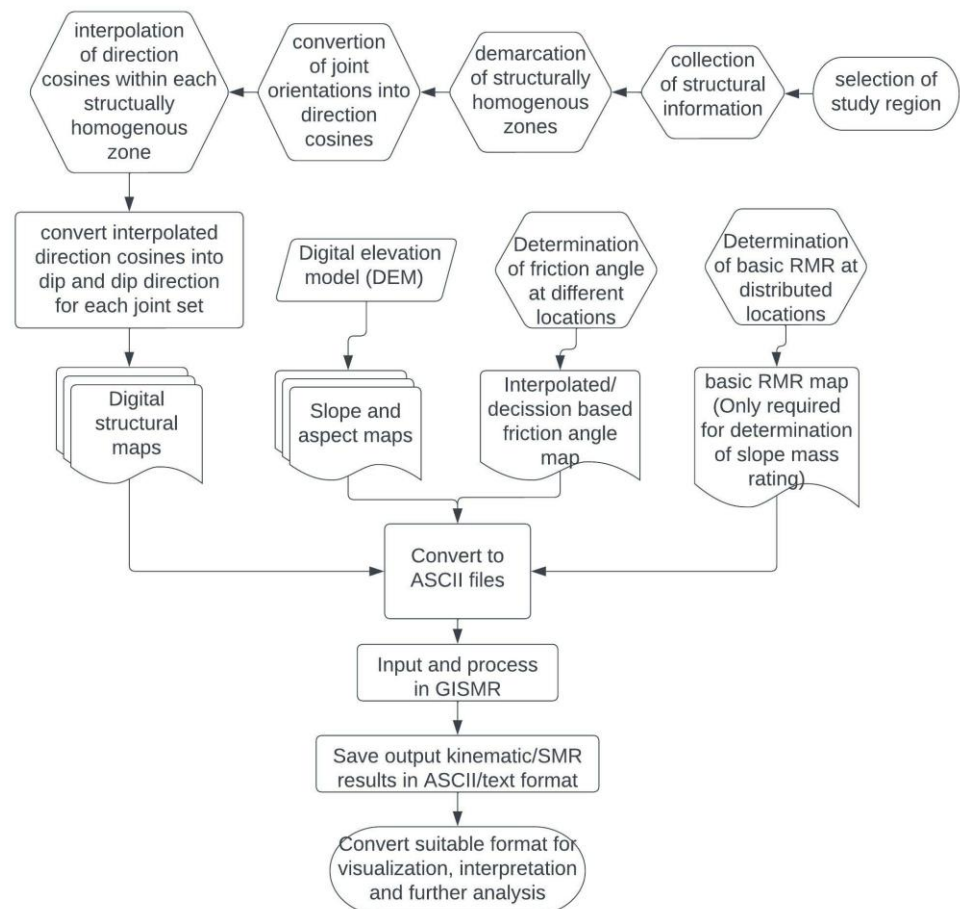 interpolation
of direction
cosines within each
structually
homogenous
zone
convertion
of joint
orientations into
direction
cosines
demarcation
of structurally
homogenous
zones
collection
of structural
information
selection of
study region
convert interpolated
direction cosines into
dip and dip direction
for each joint set
Digital elevation
model (DEM)
Determination
of friction angle
at different
locations
Determination
of basic RMR at
distributed
locations
Digital
structural
maps
Slope and
aspect maps
Interpolated/
decission based
friction angle
map
basic RMR map
(Only required
for determination
of slope mass
rating)
Convert to
ASCII files
Input and process
in GISMR
Save output kinematic/SMR
results in ASCII/text format
Convert suitable format for
visualization, interpretation
and further analysis